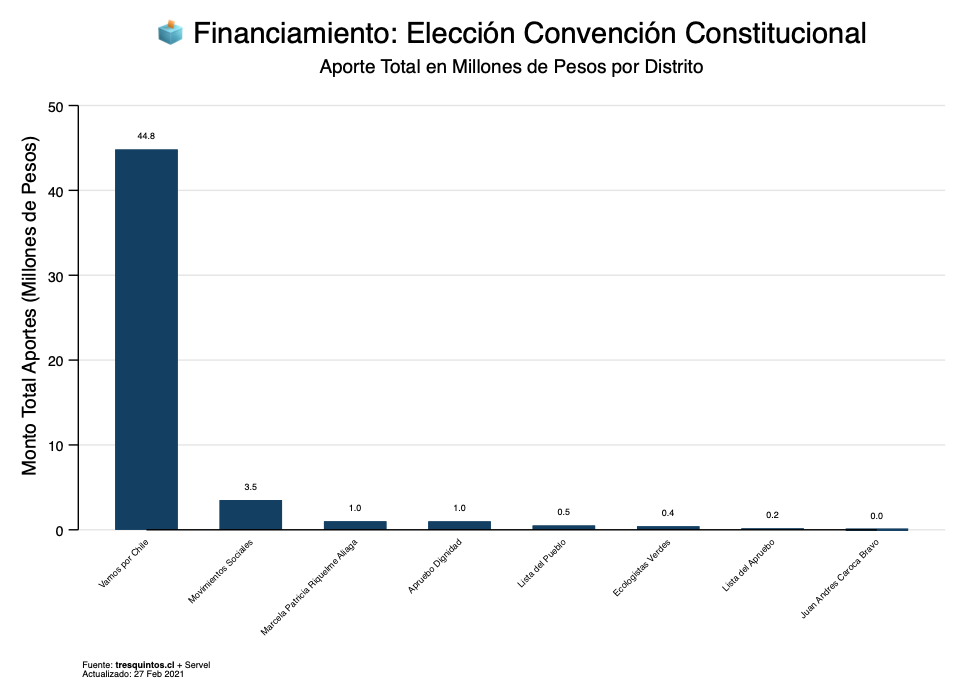 Financiamiento: Elección Convención Constitucional
Aporte Total en Millones de Pesos por Distrito
Monto Total Aportes (Millones de Pesos)
50
40
30
20
10
0
44.8
3.5
1.0
1.0
0.5
0.4
0.2
0.0
Vamos por Chile
Movimientos Sociales
Marcela Patricia Riquelme Aliaga
Apruebo Dignidad
Lista del Pueblo
Ecologistas Verdes
Lista del Apruebo
Juan Andres Caroca Bravo
Fuente: tresquintos.cl + Servel
Actualizado: 27 Feb 2021